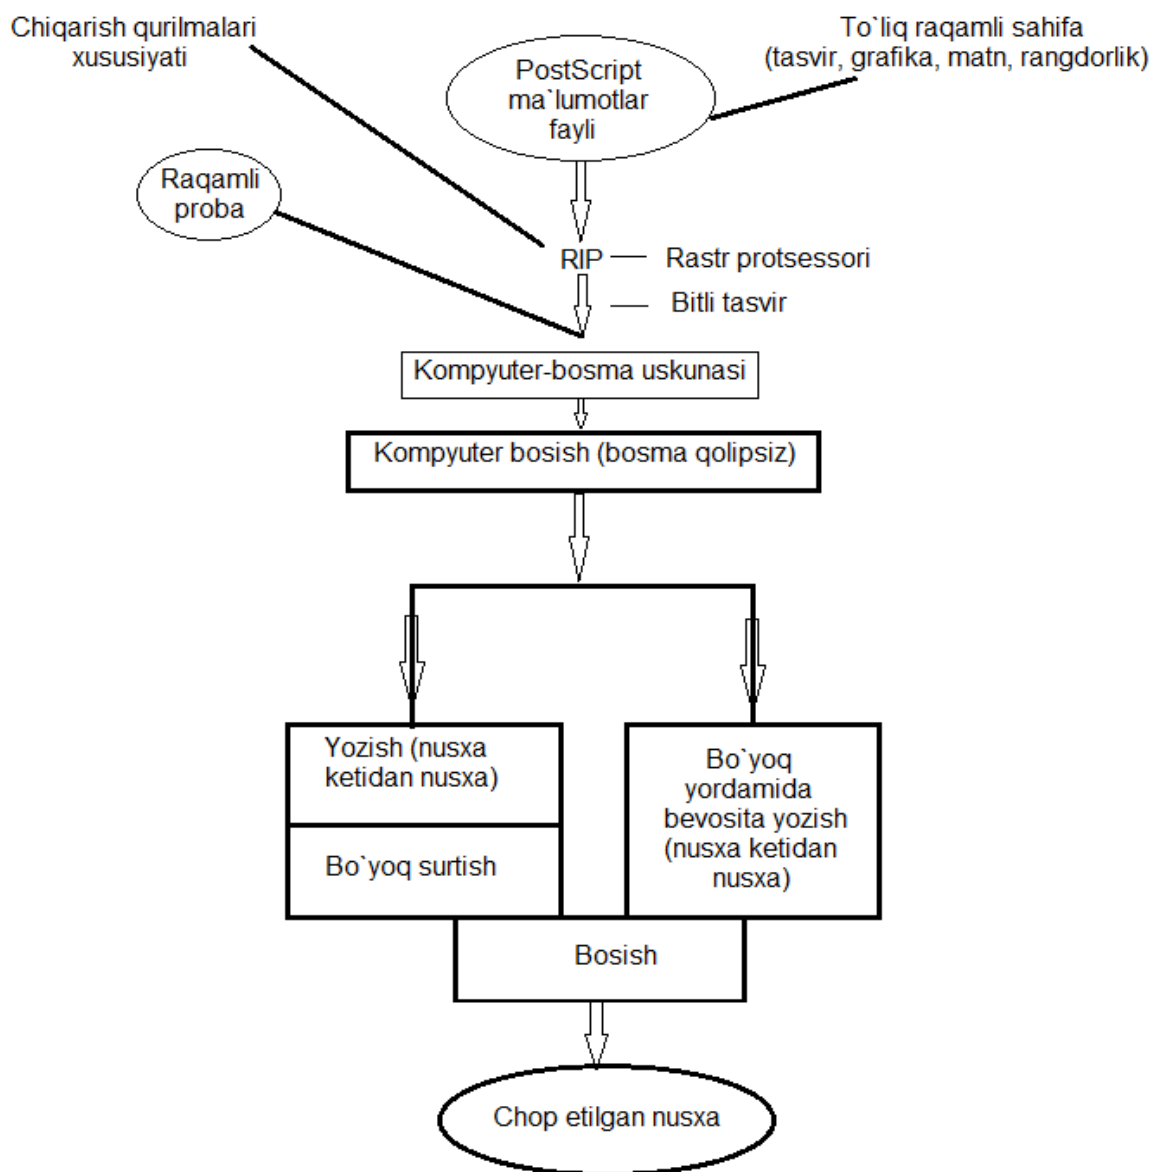 Chiqarish qurilmalari
xususiyati
To`liq raqamli sahifa
(tasvir, grafika, matn, rangdorlik)
PostScript
ma`lumotlar
fayli
Raqamli
proba
RIP
Rastr protsessori
Bitli tasvir
Kompyuter-bosma uskunasi
Kompyuter bosish (bosma qolipsiz)
Yozish (nusxa
ketidan nusxa)
Bo`yoq surtish
Bo`yoq
yordamida
bevosita yozish
(nusxa ketidan
nusxa)
Bosish
Chop etilgan nusxa